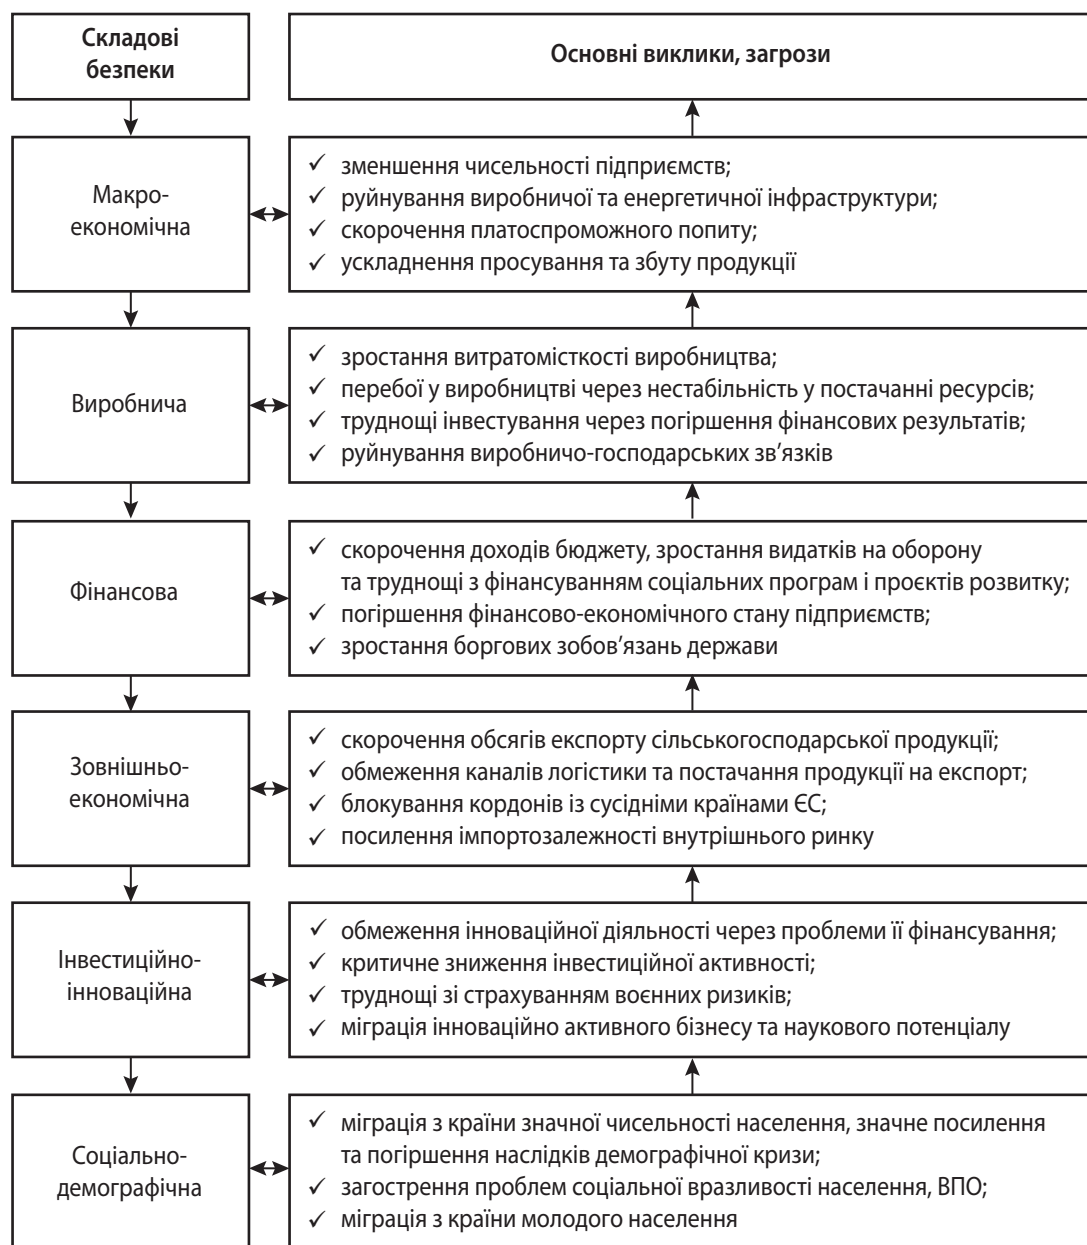 Складові
безпеки
Основні виклики, загрози
Макро-
економічна
✓ зменшення чисельності підприємств;
✓ руйнування виробничої та енергетичної інфраструктури;
✓ скорочення платоспроможного попиту;
✓ ускладнення просування та збуту продукції
Виробнича
✓ зростання витратомісткості виробництва;
✓ перебої у виробництві через нестабільність у постачанні ресурсів;
✓ труднощі інвестування через погіршення фінансових результатів;
✓ руйнування виробничо-господарських зв’язків
Фінансова
✓ скорочення доходів бюджету, зростання видатків на оборону
та труднощі з фінансуванням соціальних програм і проєктів розвитку;
✓ погіршення фінансово-економічного стану підприємств;
✓ зростання боргових зобов’язань держави
Зовнішньо-
економічна
✓ скорочення обсягів експорту сільськогосподарської продукції;
✓ обмеження каналів логістики та постачання продукції на експорт;
✓ блокування кордонів із сусідніми країнами ЄС;
✓ посилення імпортозалежності внутрішнього ринку
Інвестиційно-
інноваційна
✓ обмеження інноваційної діяльності через проблеми її фінансування;
✓ критичне зниження інвестиційної активності;
✓ труднощі зі страхуванням воєнних ризиків;
✓ міграція інноваційно активного бізнесу та наукового потенціалу
Соціально-
демографічна
✓ міграція з країни значної чисельності населення, значне посилення
та погіршення наслідків демографічної кризи;
✓ загострення проблем соціальної вразливості населення, ВПО;
✓ міграція з країни молодого населення